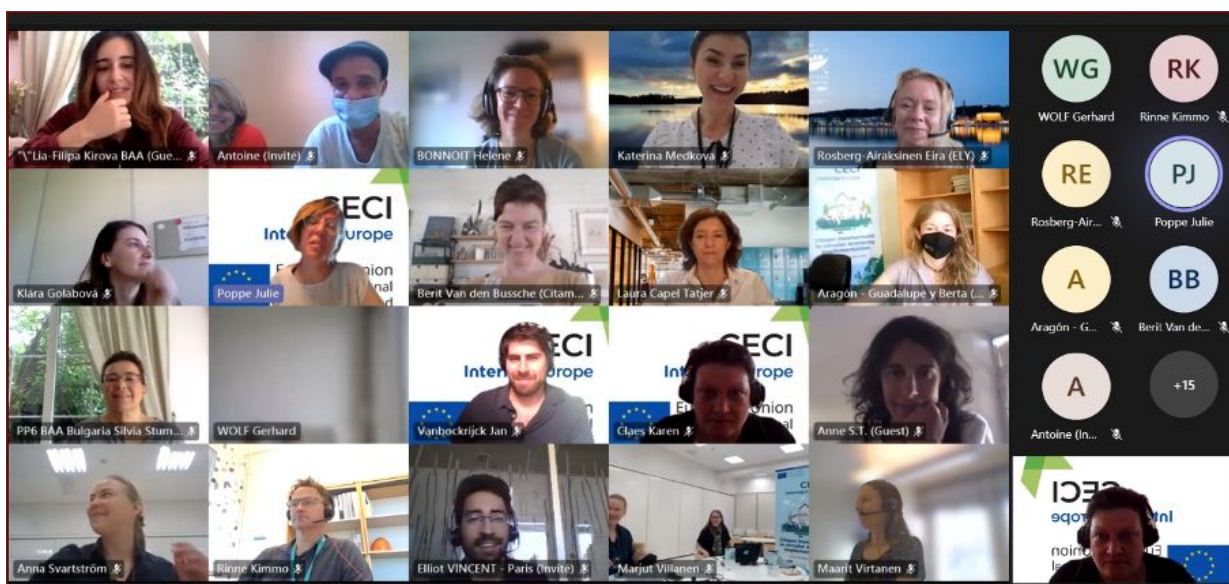 "\"Lia-Filipa Kirova BAA (Gue...
Antoine (Invité)
BONNOIT Helene
Katerina Medkova
Rosberg-Airaksinen Eira (ELY)
WG
WOLF Gerhard
RK
Rinne Kimmo
Klára Golabová
CECI
Europe
Poppe Julie
Berit Van den Bussche (Citam...
Laura Capel Tatjer
CECI
Aragón - Guadalupe y Berta (...
RE
Rosberg-Air...
PJ
Poppe Julie
PP6 BAA Bulgaria Silvia Stum...
WOLF Gerhard
ECI
Europe
Vanbockrijck Jan
CECI
Europe
Claes Karen
Anne S.T. (Guest)
A
Aragón - G...
BB
Berit Van de...
A
Antoine (In...
+15
Anna Svartström
Rinne Kimmo
Elliot VINCENT - Paris (Invité)
Marjut Villanen
Maarit Virtanen
CECI